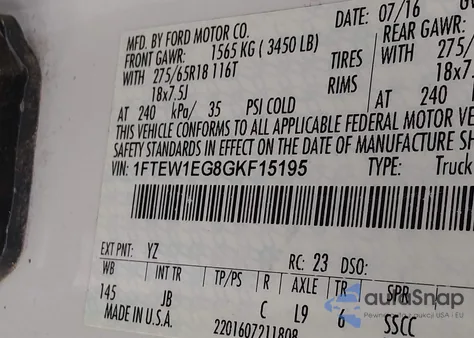 DATE: 07/16
MFD. BY FORD MOTOR CO.
FRONT GAWR: REAR GAWR:
1565 KG ( 3450 LB)
WITH 275/65R18 116T TIRES WITH 275/
18x7.5J RIMS 18x7.
AT 240 kPa/ 35 PSI COLD AT 240
THIS VEHICLE CONFORMS TO ALL APPLICABLE FEDERAL MOTOR VE
SAFETY STANDARDS IN EFFECT ON THE DATE OF MANUFACTURE SH
VIN: 1FTEW1EG8GKF15195 TYPE: Truck
EXT PNT: YZ RC: 23 DSO:
WB INT TR TP/PS R AXLE TR SPR
145 JB C L9 6 SSCC
MADE IN U.S.A. 2201607211808
autaSnap